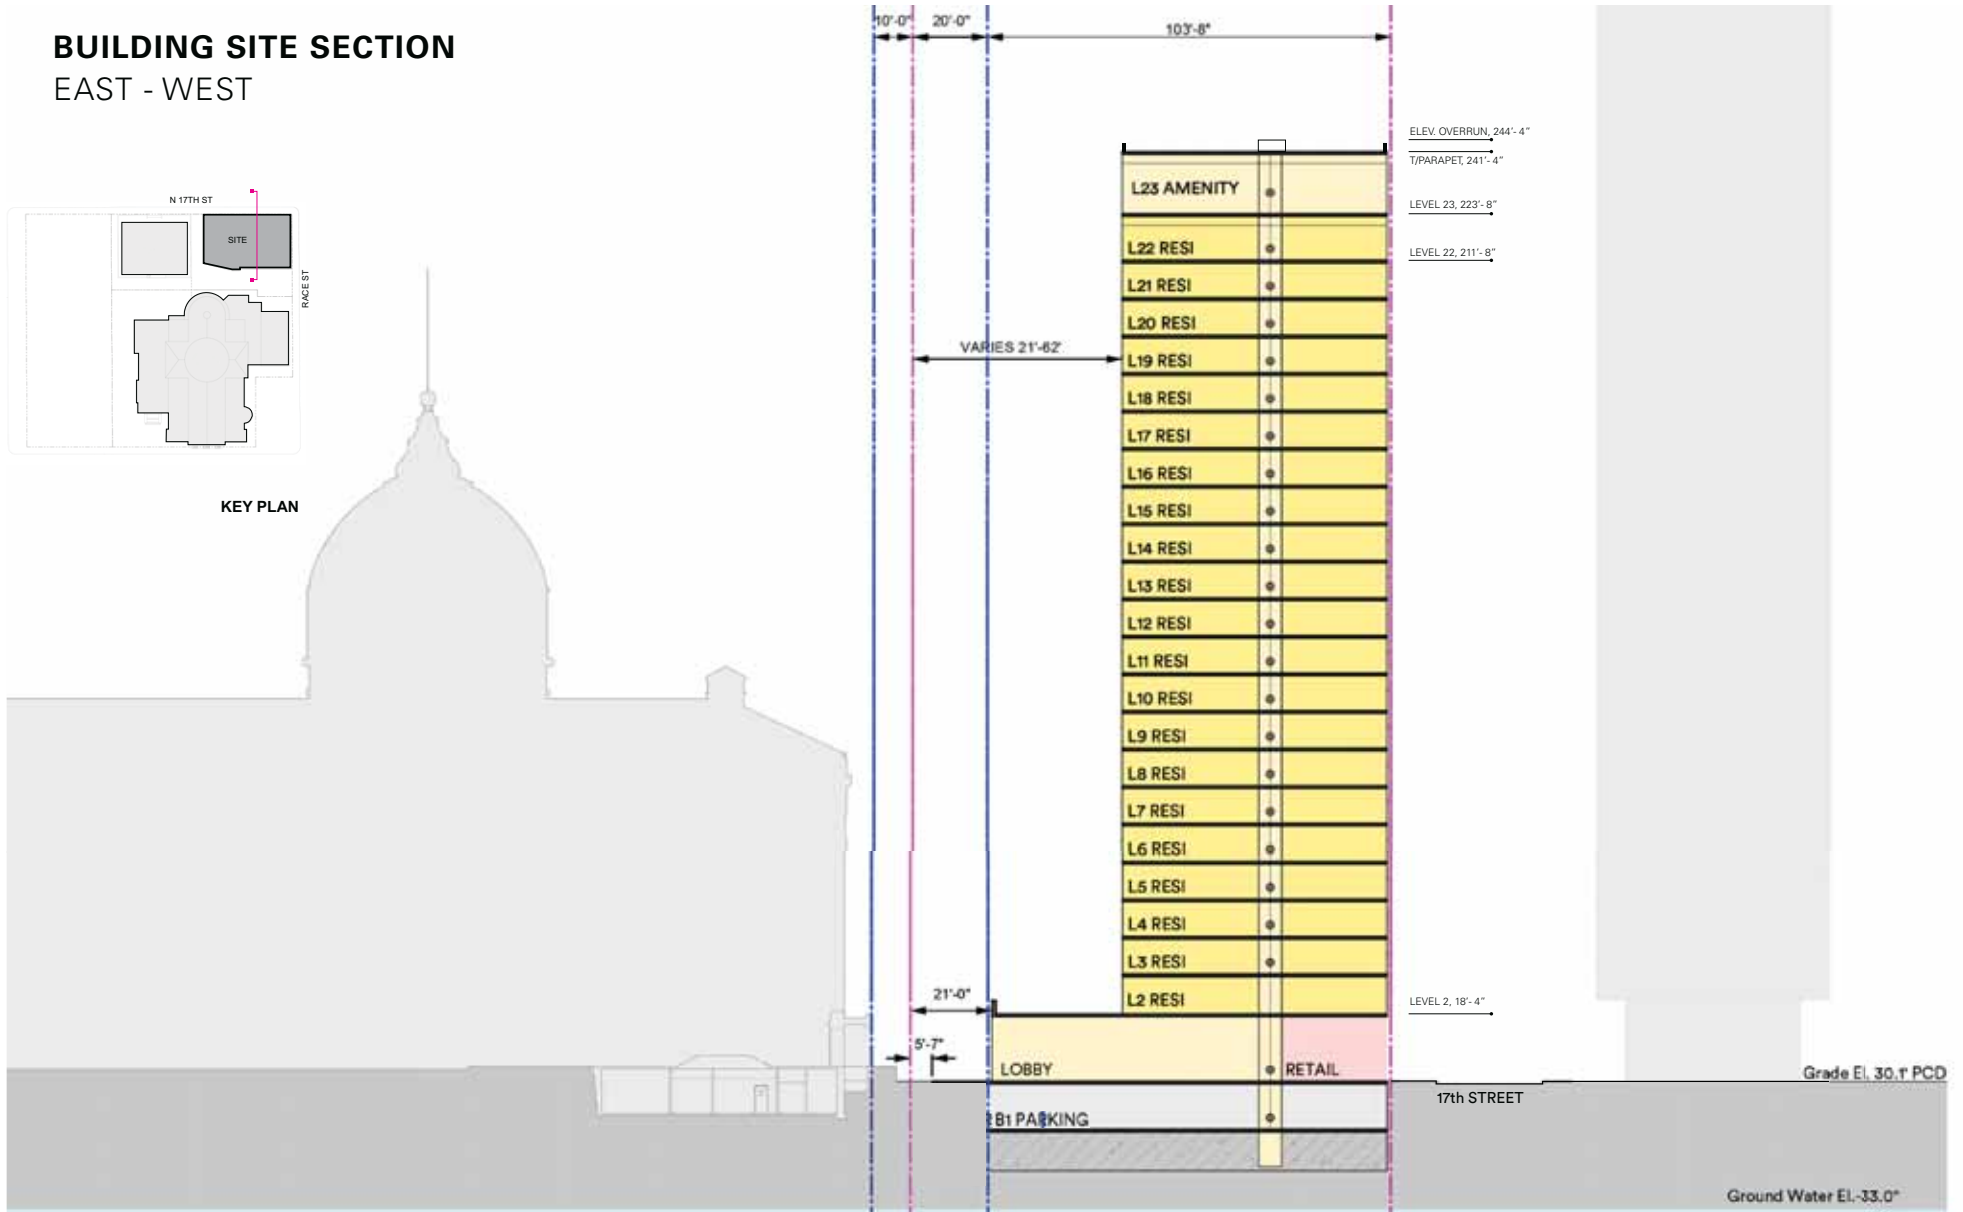 BUILDING SITE SECTION
EAST - WEST
10'-0" 20'-0" 103'-8"
ELEV. OVERRUN, 244'- 4"
T/PARAPET, 241'- 4"
L23 AMENITY
LEVEL 23, 223'- 8"
L22 RESI
LEVEL 22, 211'- 8"
L21 RESI
L20 RESI
VARIES 21'-62'
L19 RESI
L18 RESI
L17 RESI
L16 RESI
L15 RESI
L14 RESI
L13 RESI
L12 RESI
L11 RESI
L10 RESI
L9 RESI
L8 RESI
L7 RESI
L6 RESI
L5 RESI
L4 RESI
L3 RESI
L2 RESI
21'-0"
LEVEL 2, 18'- 4"
5'-7"
LOBBY
RETAIL
Grade El. 30.1' PCD
17th STREET
B1 PARKING
Ground Water El.-33.0"
N 17TH ST
SITE
RACE ST
KEY PLAN